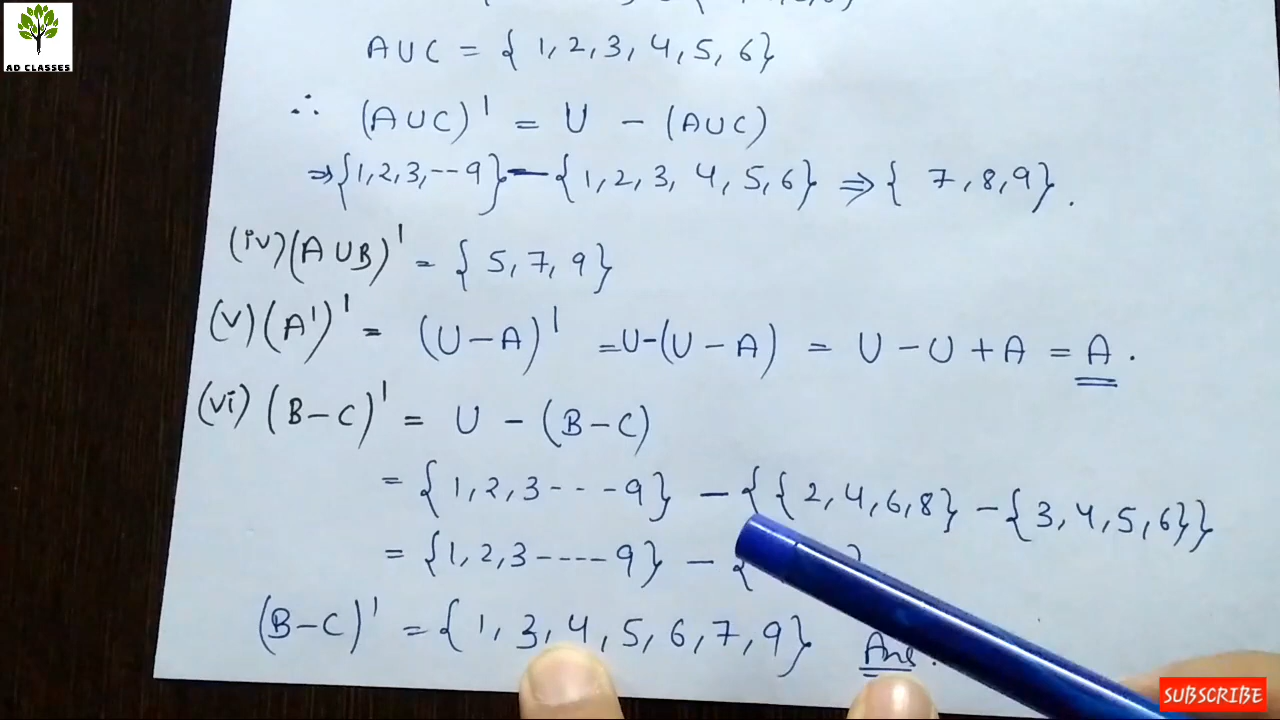 AD CLASSES
A∪C = { 1, 2, 3, 4, 5, 6}
∴ (A∪C)' = U - (A∪C)
⇒{1,2,3,--9}-{1,2,3, 4, 5, 6} ⇒ { 7,8,9}.
(iv)(A∪B)' = { 5, 7, 9}
(v)(A')' = (U-A)' =U-(U-A) = U-U+A = A.
(vi) (B-C)' = U - (B-C)
= {1,2,3---9} - {{2,4,6,8} -{3,4,5,6}}
= {1,2,3----9} - {
(B-C)' = {1, 3, 4, 5, 6, 7, 9} Ans.
SUBSCRIBE